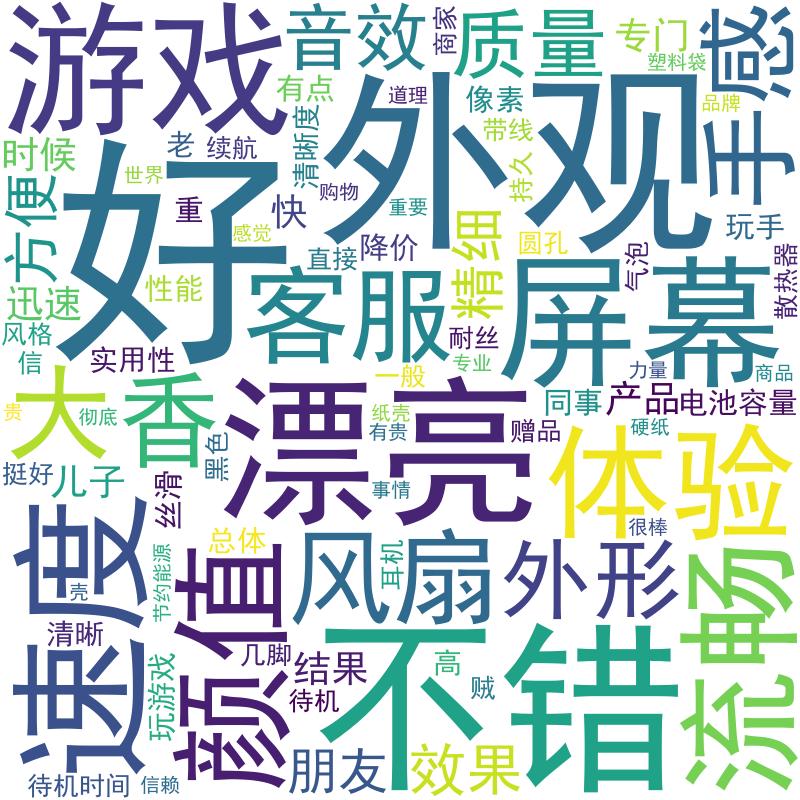 游戏
音效
商家
质量
专门
塑料袋
手感
有点
道理
像素
品牌
外观
时候
老
续航
清晰度
带线
持久
好
世界
购物
重要
方便
重
快
感觉
直接
降价
精细
圆孔
气泡
玩手
散热器
迅速
性能
客服
屏幕
风格
信
实用性
耐丝
专业
一般
力量
商品
大
香
贵
彻底
漂亮
纸壳
有贵
赠品
同事
产品
电池容量
硬纸
体验
挺好
儿子
黑色
丝滑
事情
很棒
速度
总体
风扇
耳机
外形
流畅
节约能源
壳
颜值
清晰
不错
玩游戏
几脚
结果
待机
高
贼
待机时间
信赖
朋友
效果